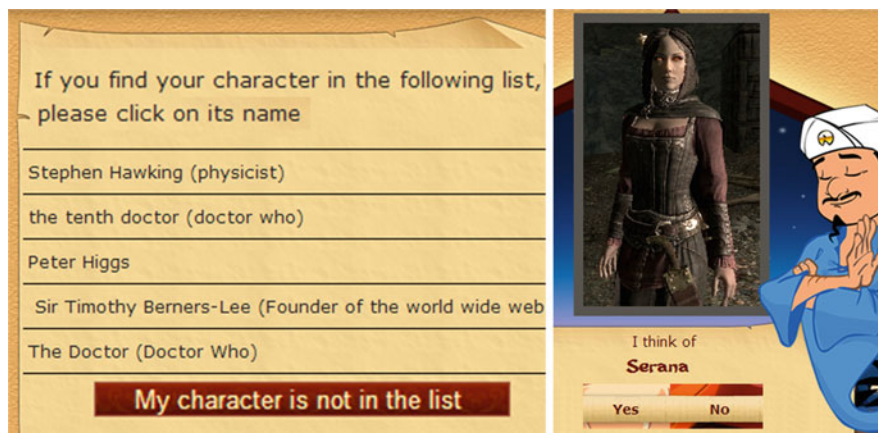 If you find your character in the following list,
please click on its name
Stephen Hawking (physicist)
the tenth doctor (doctor who)
Peter Higgs
Sir Timothy Berners-Lee (Founder of the world wide web
The Doctor (Doctor Who)
My character is not in the list
I think of
Serana
Yes No